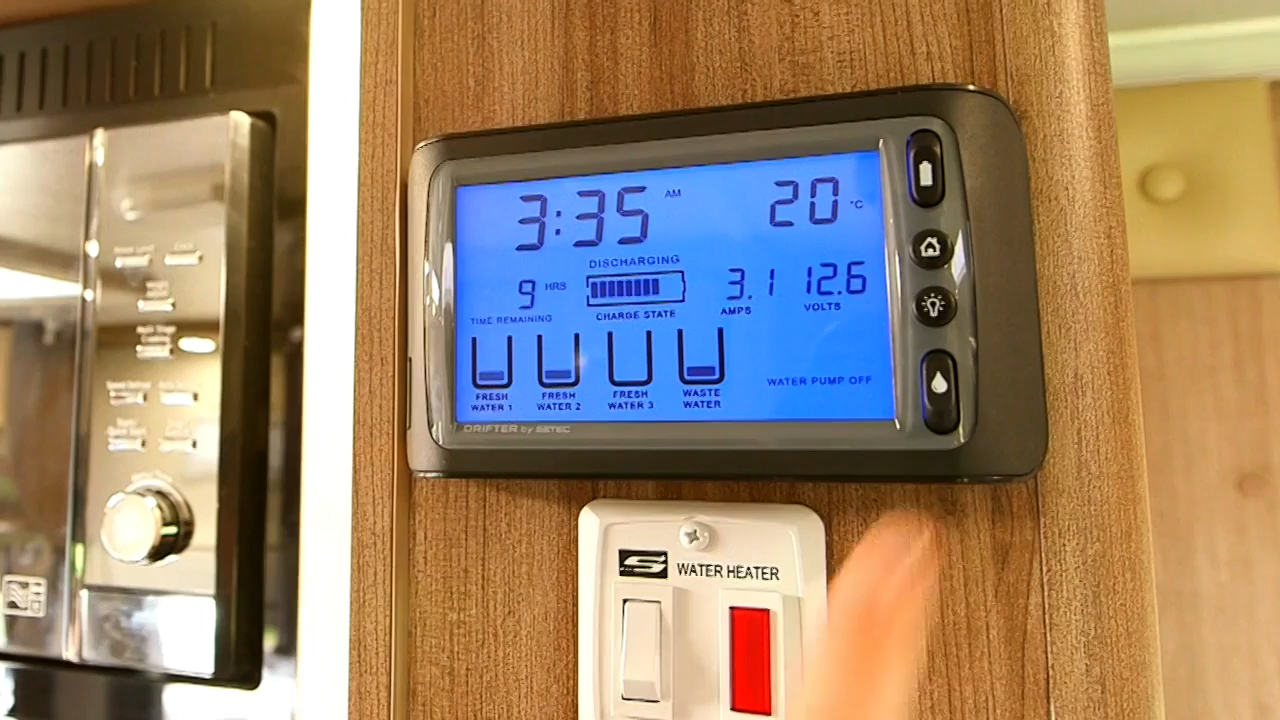 3:35 AM 20 °C
DISCHARGING
9 HRS 3.1 12.6
TIME REMAINING CHARGE STATE AMPS VOLTS
FRESH WATER 1
FRESH WATER 2
FRESH WATER 3
WASTE WATER
WATER PUMP OFF
DRIFTER by SETEC
WATER HEATER